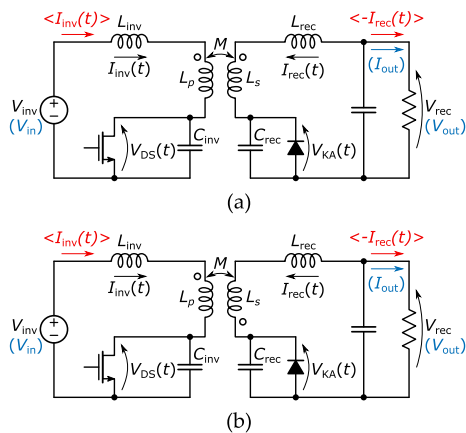 <I_inv(t)> L_inv M L_rec <-I_rec(t)>
I_inv(t) L_p L_s I_rec(t) (I_out)
V_inv + − (V_in) V_DS(t) C_inv C_rec V_KA(t) V_rec (V_out)
(a)
<I_inv(t)> L_inv M L_rec <-I_rec(t)>
I_inv(t) L_p L_s I_rec(t) (I_out)
V_inv + − (V_in) V_DS(t) C_inv C_rec V_KA(t) V_rec (V_out)
(b)